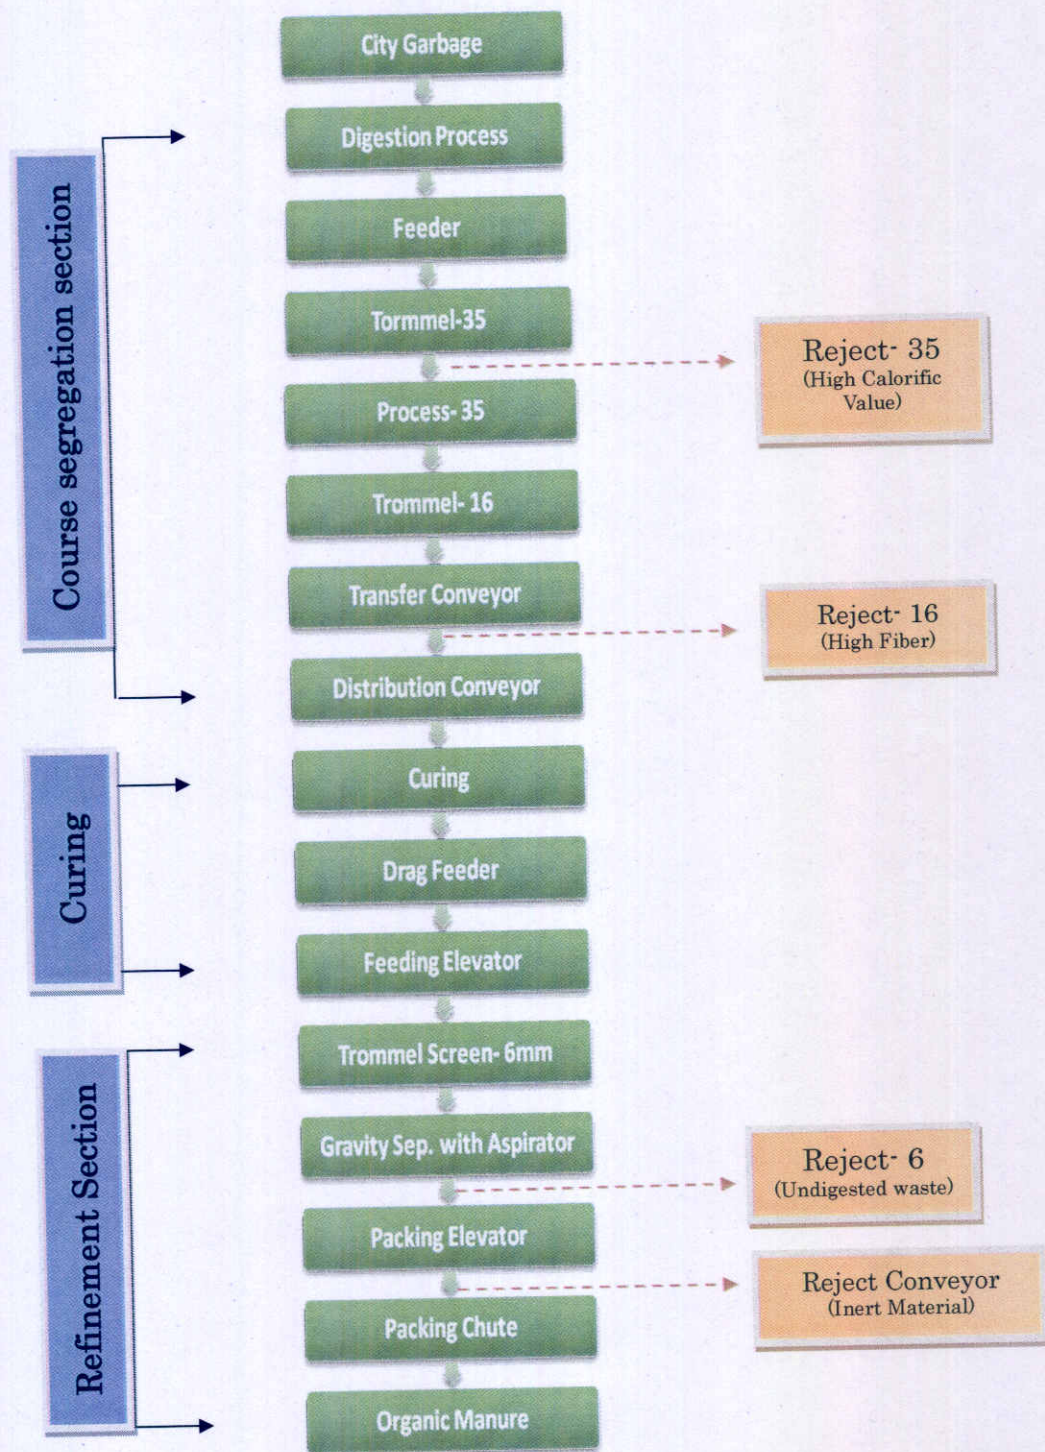 City Garbage
Digestion Process
Feeder
Tormmel-35
Process- 35
Trommel- 16
Transfer Conveyor
Distribution Conveyor
Curing
Drag Feeder
Feeding Elevator
Trommel Screen- 6mm
Gravity Sep. with Aspirator
Packing Elevator
Packing Chute
Organic Manure
Course segregation section
Curing
Refinement Section
Reject- 35
(High Calorific
Value)
Reject- 16
(High Fiber)
Reject- 6
(Undigested waste)
Reject Conveyor
(Inert Material)